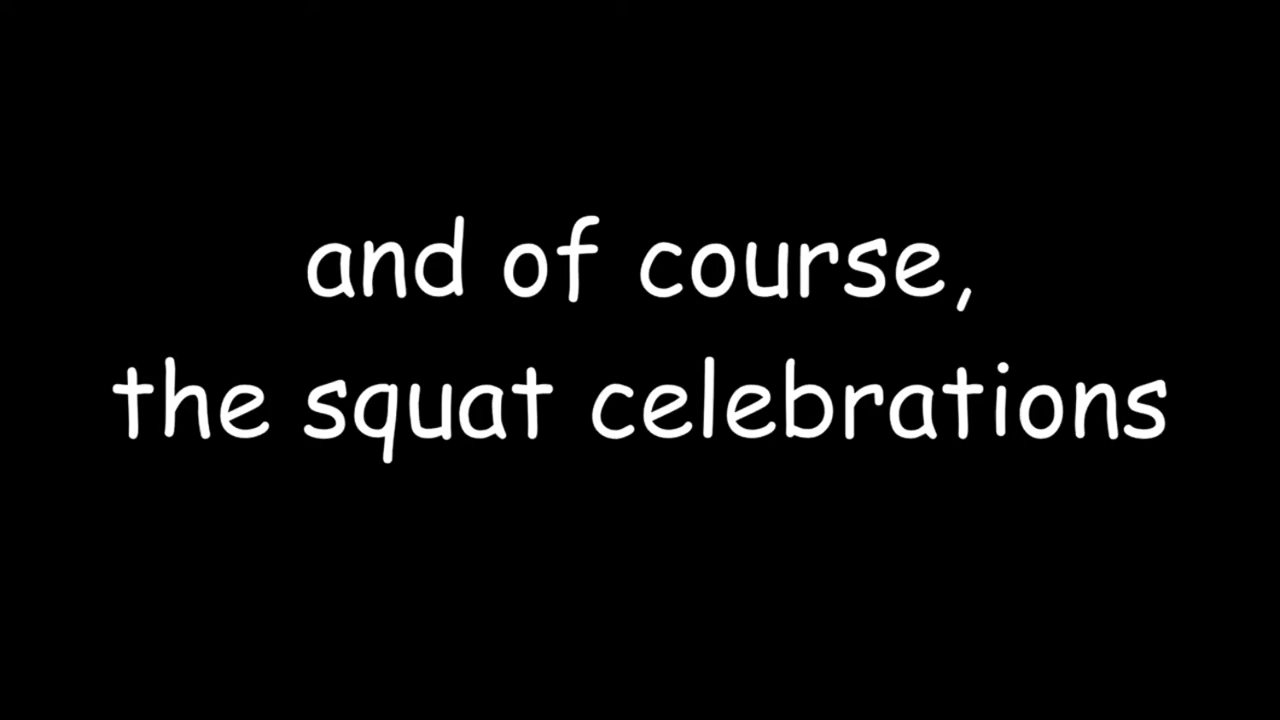 and of course,
the squat celebrations